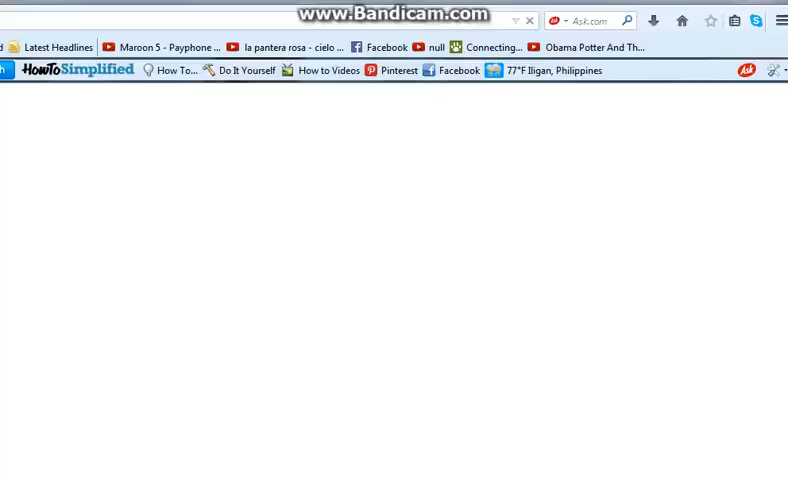 www.Bandicam.com
Ask.com
Latest Headlines Maroon 5 - Payphone ... la pantera rosa - cielo ... Facebook null Connecting... Obama Potter And Th...
h HowToSimplified How To... Do It Yourself How to Videos Pinterest Facebook 77°F Iligan, Philippines Ask